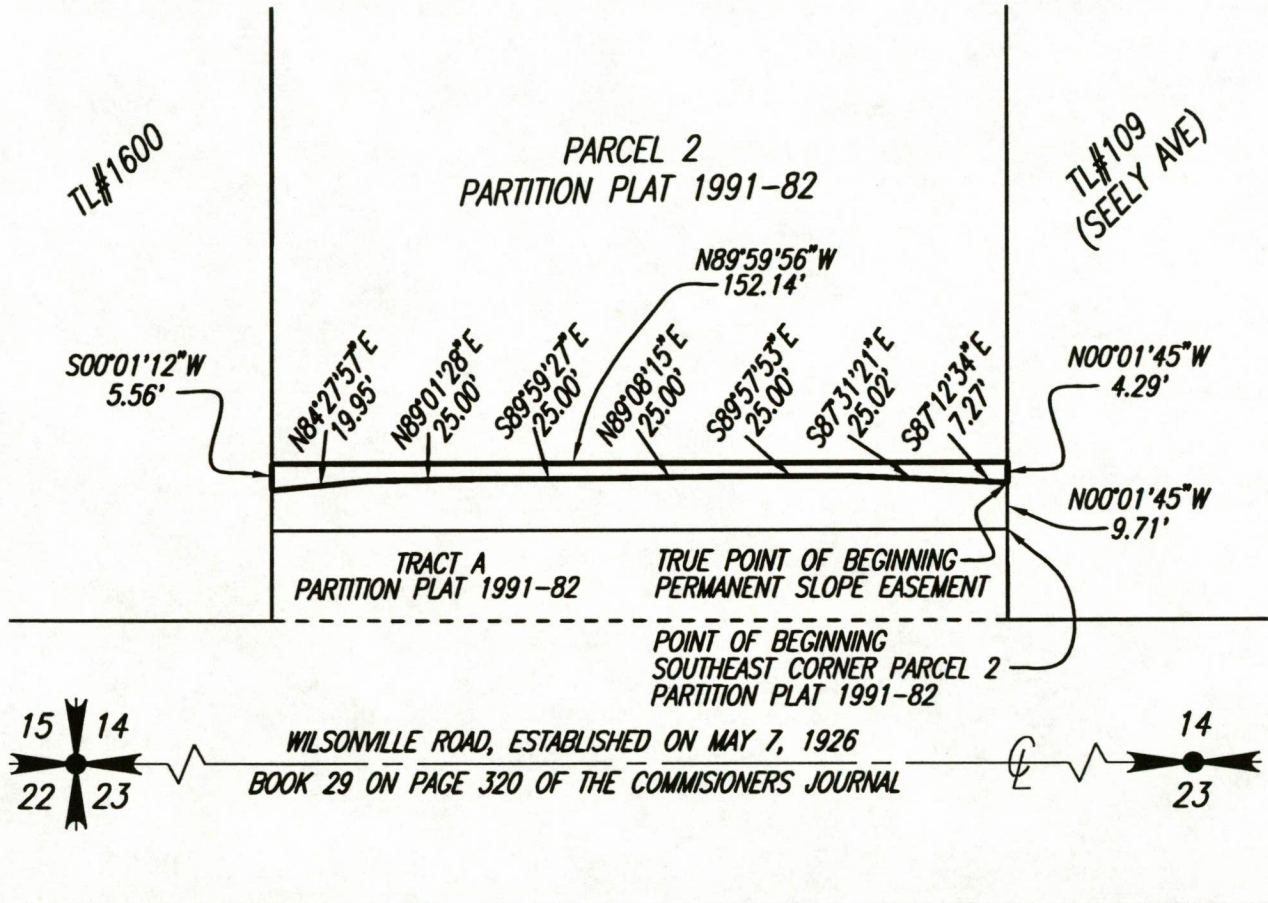 TL#1600
PARCEL 2
PARTITION PLAT 1991-82
TL#109
(SEELY AVE)
N89°59'56"W
152.14'
S00°01'12"W
5.56'
N84°27'57"E
19.95'
N89°01'28"E
25.00'
S89°59'27"E
25.00'
N89°08'15"E
25.00'
S89°57'53"E
25.00'
S87°31'21"E
25.02'
S87°12'34"E
7.27'
N00°01'45"W
4.29'
N00°01'45"W
9.71'
TRACT A
PARTITION PLAT 1991-82
TRUE POINT OF BEGINNING
PERMANENT SLOPE EASEMENT
POINT OF BEGINNING
SOUTHEAST CORNER PARCEL 2
PARTITION PLAT 1991-82
15 14
22 23
WILSONVILLE ROAD, ESTABLISHED ON MAY 7, 1926
BOOK 29 ON PAGE 320 OF THE COMMISIONERS JOURNAL
℄
14
23